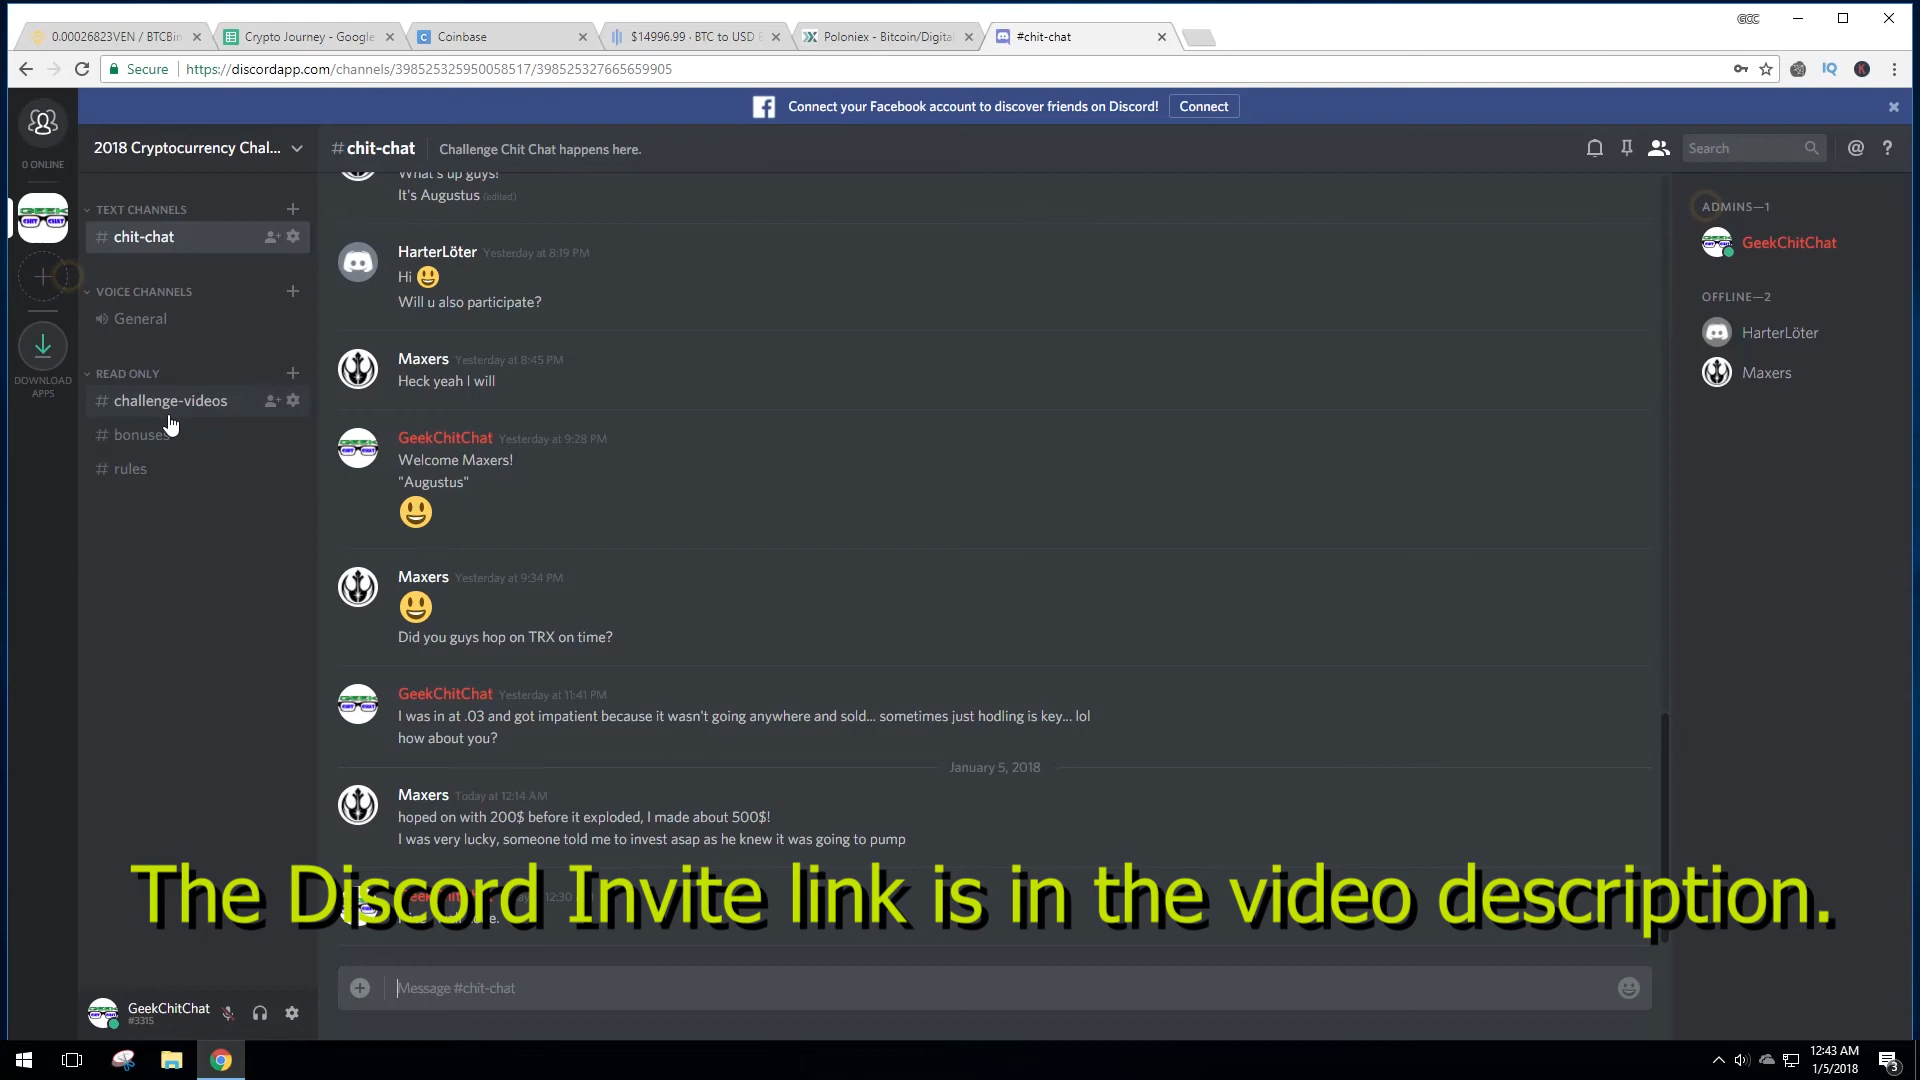 GCC
0.00026823VEN / BTCBin
Crypto Journey - Google
Coinbase
$14996.99 · BTC to USD E
Poloniex - Bitcoin/Digita
#chit-chat
Secure
https://discordapp.com/channels/398525325950058517/398525327665659905
IQ
K
Connect your Facebook account to discover friends on Discord!
Connect
0 ONLINE
DOWNLOAD
APPS
2018 Cryptocurrency Chal...
TEXT CHANNELS
# chit-chat
VOICE CHANNELS
General
READ ONLY
# challenge-videos
# bonuses
# rules
GeekChitChat
#3315
# chit-chat
Challenge Chit Chat happens here.
Search
@ ?
What's up guys!
It's Augustus (edited)
HarterLöter Yesterday at 8:19 PM
Hi
Will u also participate?
Maxers Yesterday at 8:45 PM
Heck yeah I will
GeekChitChat Yesterday at 9:28 PM
Welcome Maxers!
"Augustus"
Maxers Yesterday at 9:34 PM
Did you guys hop on TRX on time?
GeekChitChat Yesterday at 11:41 PM
I was in at .03 and got impatient because it wasn't going anywhere and sold... sometimes just hodling is key... lol
how about you?
January 5, 2018
Maxers Today at 12:14 AM
hoped on with 200$ before it exploded, I made about 500$!
I was very lucky, someone told me to invest asap as he knew it was going to pump
The Discord Invite link is in the video description.
Message #chit-chat
ADMINS—1
GeekChitChat
OFFLINE—2
HarterLöter
Maxers
12:43 AM
1/5/2018
3